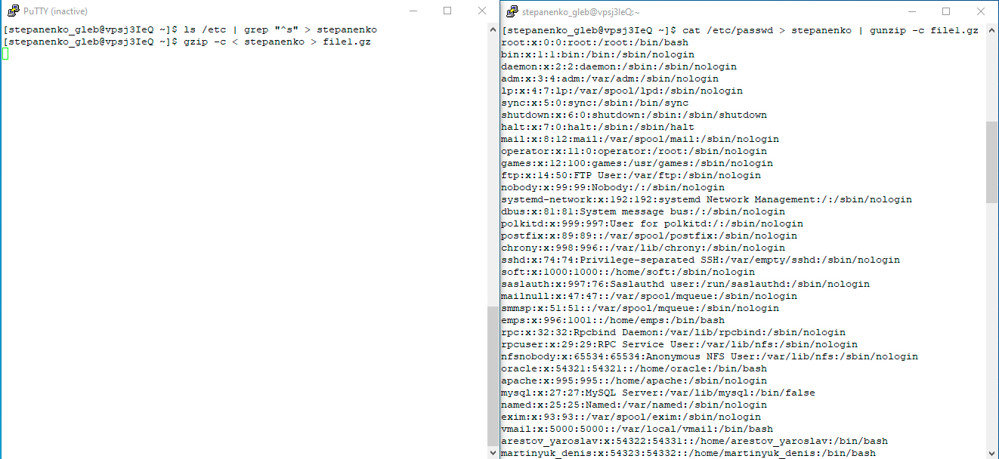 PuTTY (inactive)
[stepanenko_gleb@vpsj3IeQ ~]$ ls /etc | grep "^s" > stepanenko
[stepanenko_gleb@vpsj3IeQ ~]$ gzip -c < stepanenko > file1.gz
stepanenko_gleb@vpsj3IeQ:~
[stepanenko_gleb@vpsj3IeQ ~]$ cat /etc/passwd > stepanenko | gunzip -c file1.gz
root:x:0:0:root:/root:/bin/bash
bin:x:1:1:bin:/bin:/sbin/nologin
daemon:x:2:2:daemon:/sbin:/sbin/nologin
adm:x:3:4:adm:/var/adm:/sbin/nologin
lp:x:4:7:lp:/var/spool/lpd:/sbin/nologin
sync:x:5:0:sync:/sbin:/bin/sync
shutdown:x:6:0:shutdown:/sbin:/sbin/shutdown
halt:x:7:0:halt:/sbin:/sbin/halt
mail:x:8:12:mail:/var/spool/mail:/sbin/nologin
operator:x:11:0:operator:/root:/sbin/nologin
games:x:12:100:games:/usr/games:/sbin/nologin
ftp:x:14:50:FTP User:/var/ftp:/sbin/nologin
nobody:x:99:99:Nobody:/:/sbin/nologin
systemd-network:x:192:192:systemd Network Management:/:/sbin/nologin
dbus:x:81:81:System message bus:/:/sbin/nologin
polkitd:x:999:997:User for polkitd:/:/sbin/nologin
postfix:x:89:89::/var/spool/postfix:/sbin/nologin
chrony:x:998:996::/var/lib/chrony:/sbin/nologin
sshd:x:74:74:Privilege-separated SSH:/var/empty/sshd:/sbin/nologin
soft:x:1000:1000::/home/soft:/sbin/nologin
saslauth:x:997:76:Saslauthd user:/run/saslauthd:/sbin/nologin
mailnull:x:47:47::/var/spool/mqueue:/sbin/nologin
smmsp:x:51:51::/var/spool/mqueue:/sbin/nologin
emps:x:996:1001::/home/emps:/bin/bash
rpc:x:32:32:Rpcbind Daemon:/var/lib/rpcbind:/sbin/nologin
rpcuser:x:29:29:RPC Service User:/var/lib/nfs:/sbin/nologin
nfsnobody:x:65534:65534:Anonymous NFS User:/var/lib/nfs:/sbin/nologin
oracle:x:54321:54321::/home/oracle:/bin/bash
apache:x:995:995::/home/apache:/sbin/nologin
mysql:x:27:27:MySQL Server:/var/lib/mysql:/bin/false
named:x:25:25:Named:/var/named:/sbin/nologin
exim:x:93:93::/var/spool/exim:/sbin/nologin
vmail:x:5000:5000::/var/local/vmail:/bin/bash
arestov_yaroslav:x:54322:54331::/home/arestov_yaroslav:/bin/bash
martinyuk_denis:x:54323:54332::/home/martinyuk_denis:/bin/bash